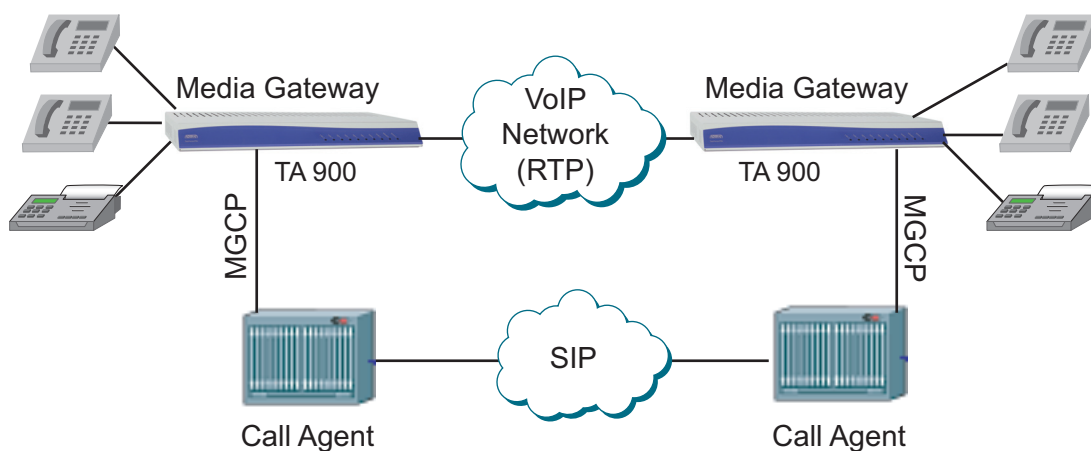 Media Gateway
TA 900
MGCP
Call Agent
VoIP
Network
(RTP)
SIP
Media Gateway
TA 900
MGCP
Call Agent